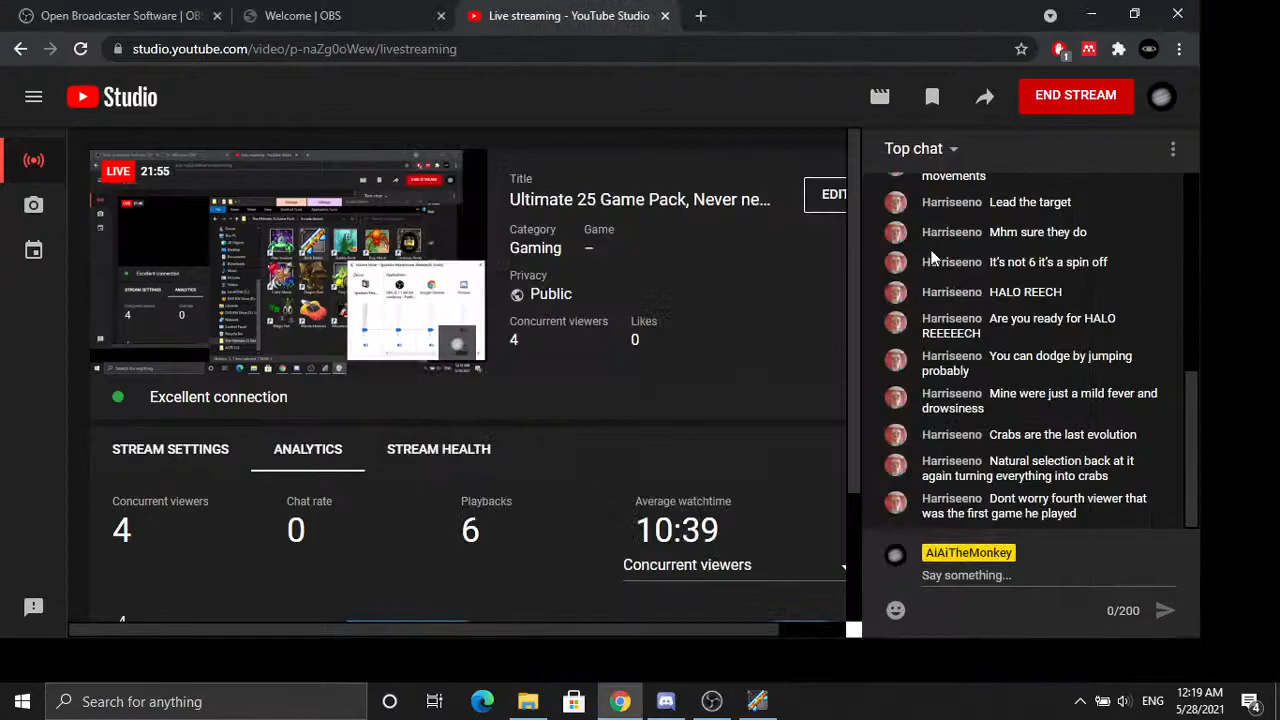 Open Broadcaster Software | OBS
Welcome | OBS
Live streaming - YouTube Studio
studio.youtube.com/video/p-naZg0oWew/livestreaming
1
Studio
END STREAM
LIVE 21:55
Title
Ultimate 25 Game Pack, No...
EDIT
Category Game
Gaming –
Privacy
Public
Concurrent viewers Likes
4 0
Excellent connection
STREAM SETTINGS ANALYTICS STREAM HEALTH
Concurrent viewers Chat rate Playbacks Average watchtime
4 0 6 10:39
Concurrent viewers
4
Top chat
movements
the target
Harriseeno Mhm sure they do
Harriseeno It's not 6 it's a spin off
Harriseeno HALO REECH
Harriseeno Are you ready for HALO
REEEEECH
Harriseeno You can dodge by jumping
probably
Harriseeno Mine were just a mild fever and
drowsiness
Harriseeno Crabs are the last evolution
Harriseeno Natural selection back at it
again turning everything into crabs
Harriseeno Dont worry fourth viewer that
was the first game he played
AiAiTheMonkey
Say something...
0/200
Search for anything
ENG
12:19 AM
5/28/2021
4